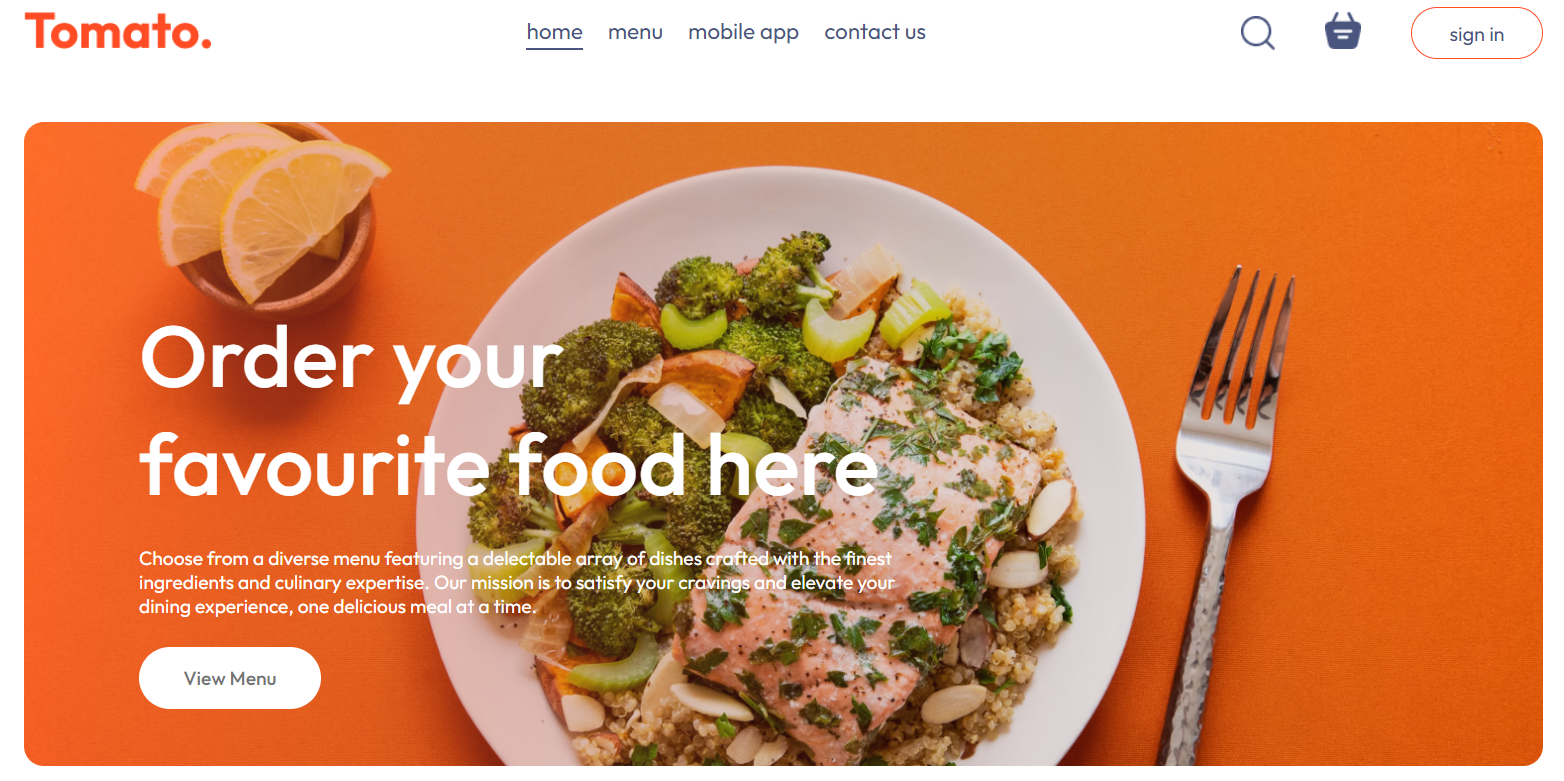 Tomato.
home menu mobile app contact us
sign in
Order your
favourite food here
Choose from a diverse menu featuring a delectable array of dishes crafted with the finest
ingredients and culinary expertise. Our mission is to satisfy your cravings and elevate your
dining experience, one delicious meal at a time.
View Menu